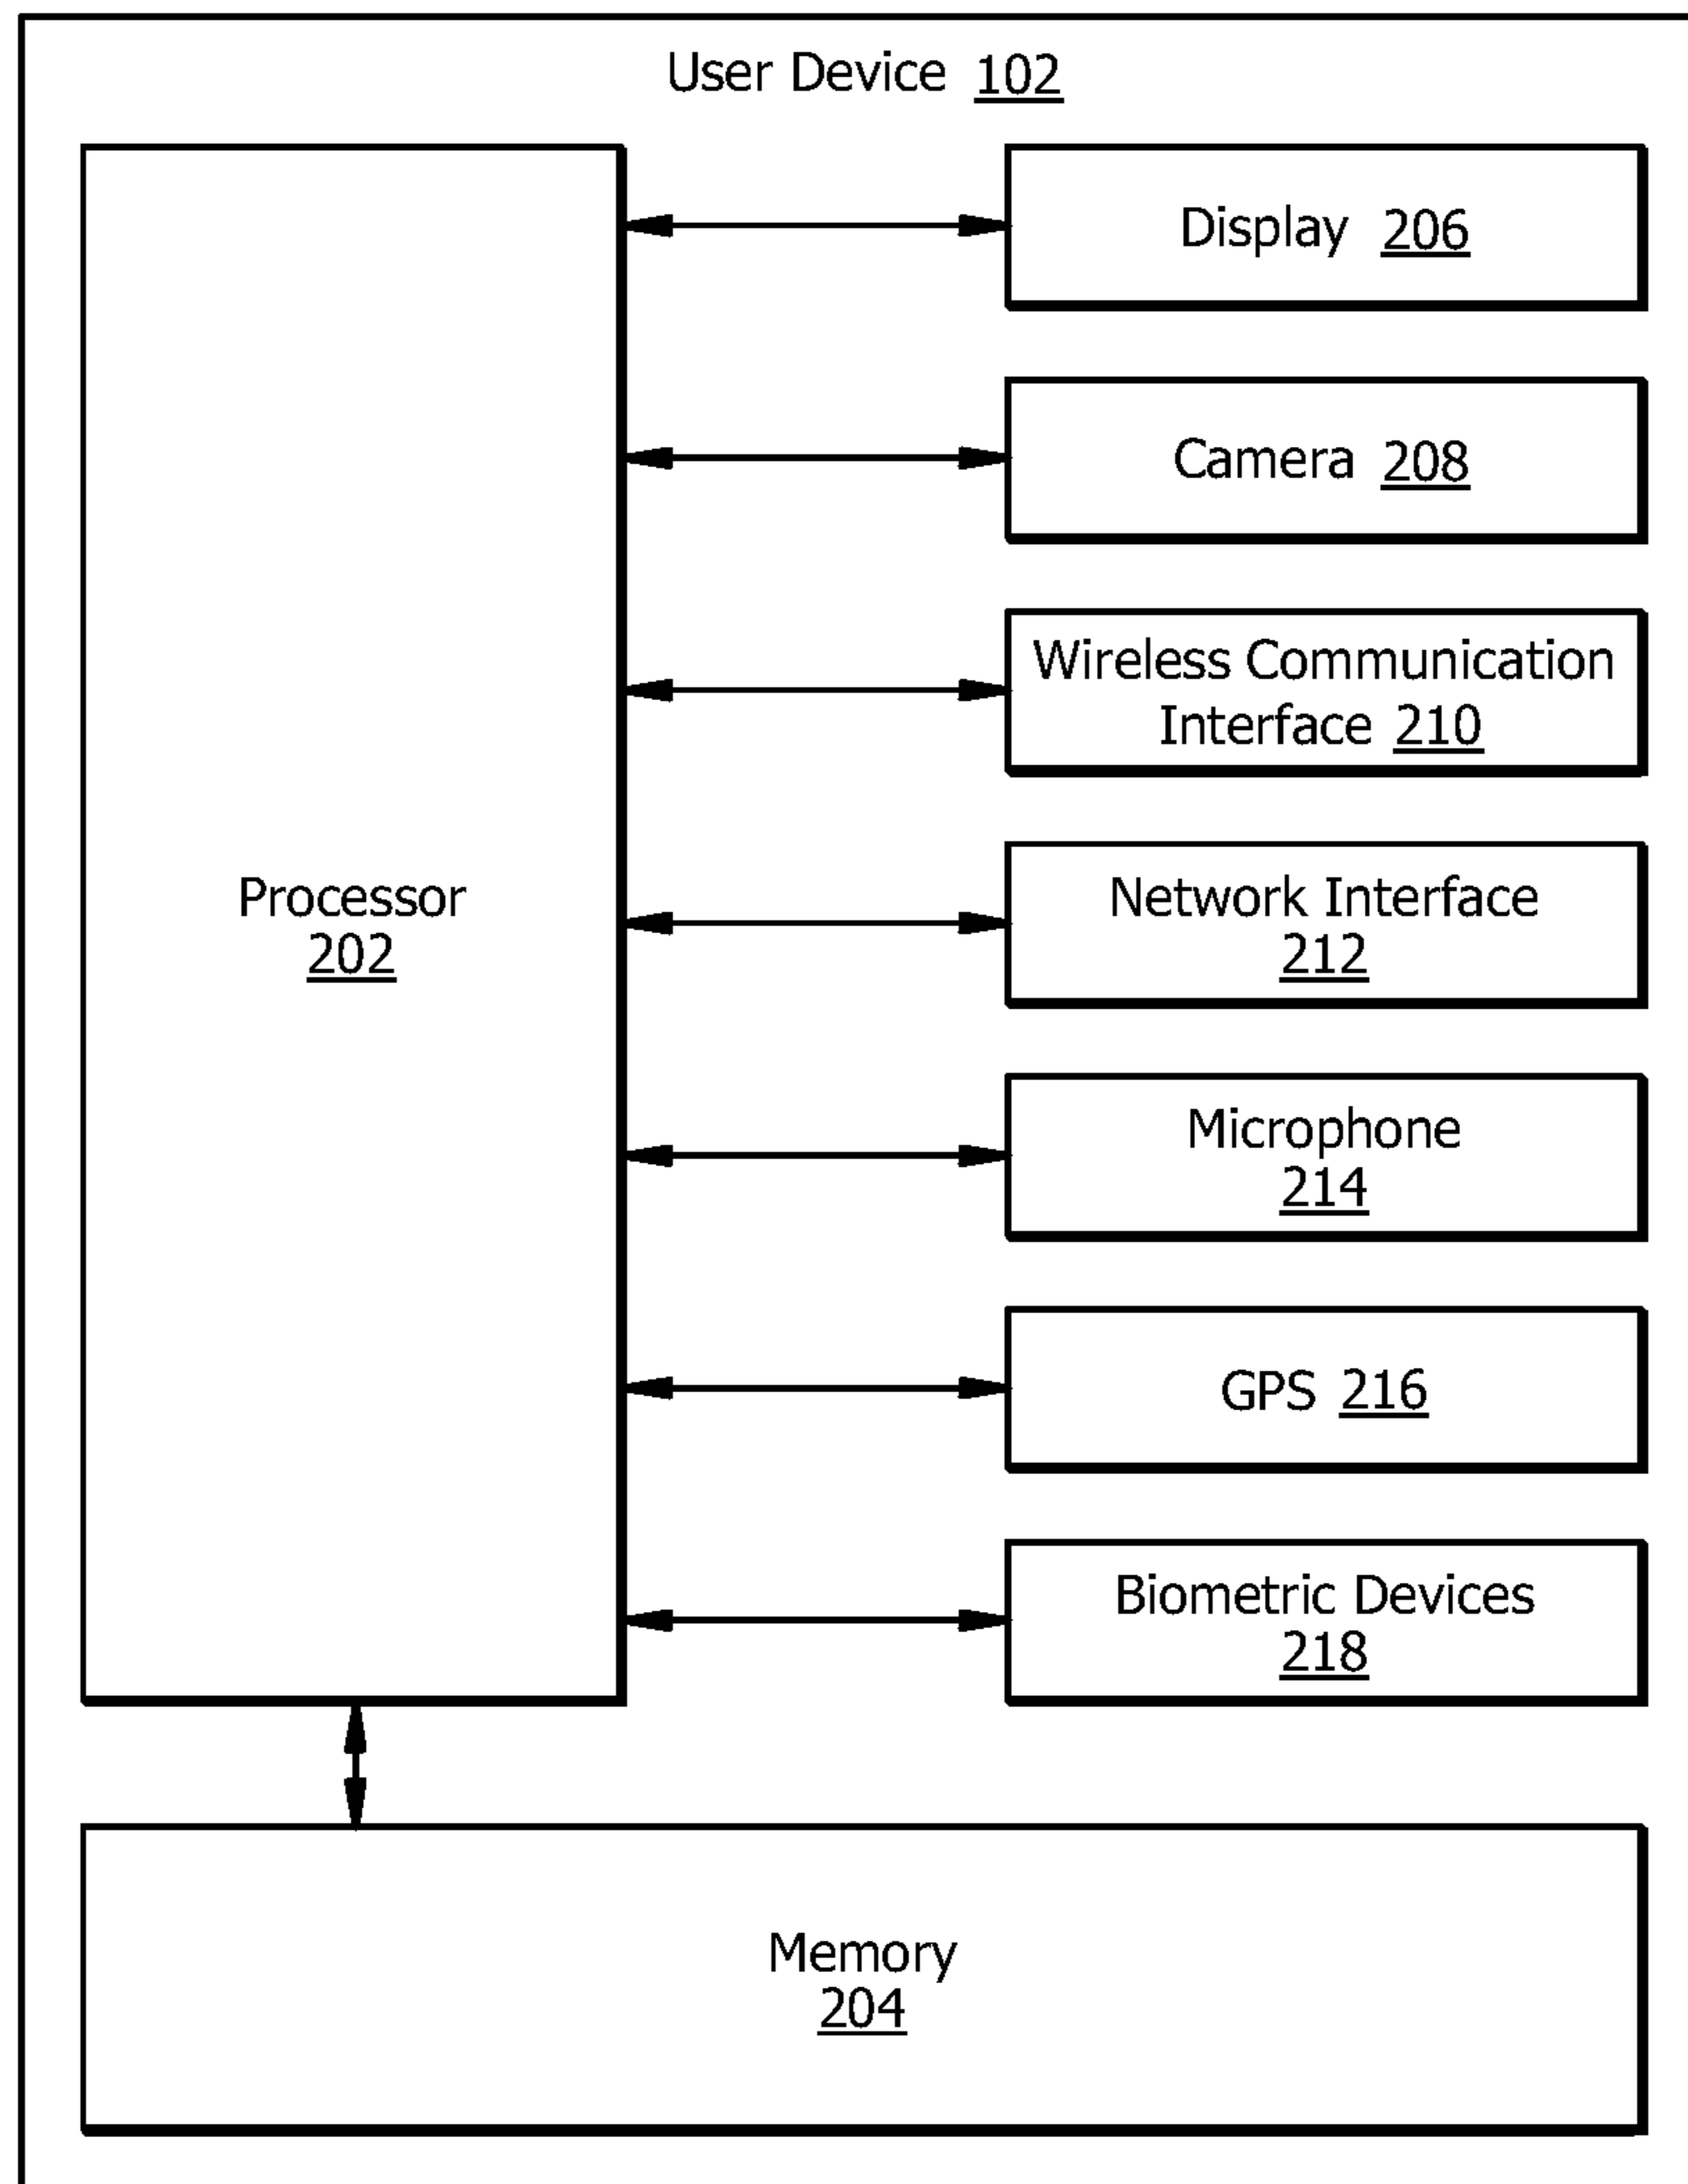 User Device 102
Display 206
Camera 208
Wireless Communication
Interface 210
Processor
202
Network Interface
212
Microphone
214
GPS 216
Biometric Devices
218
Memory
204